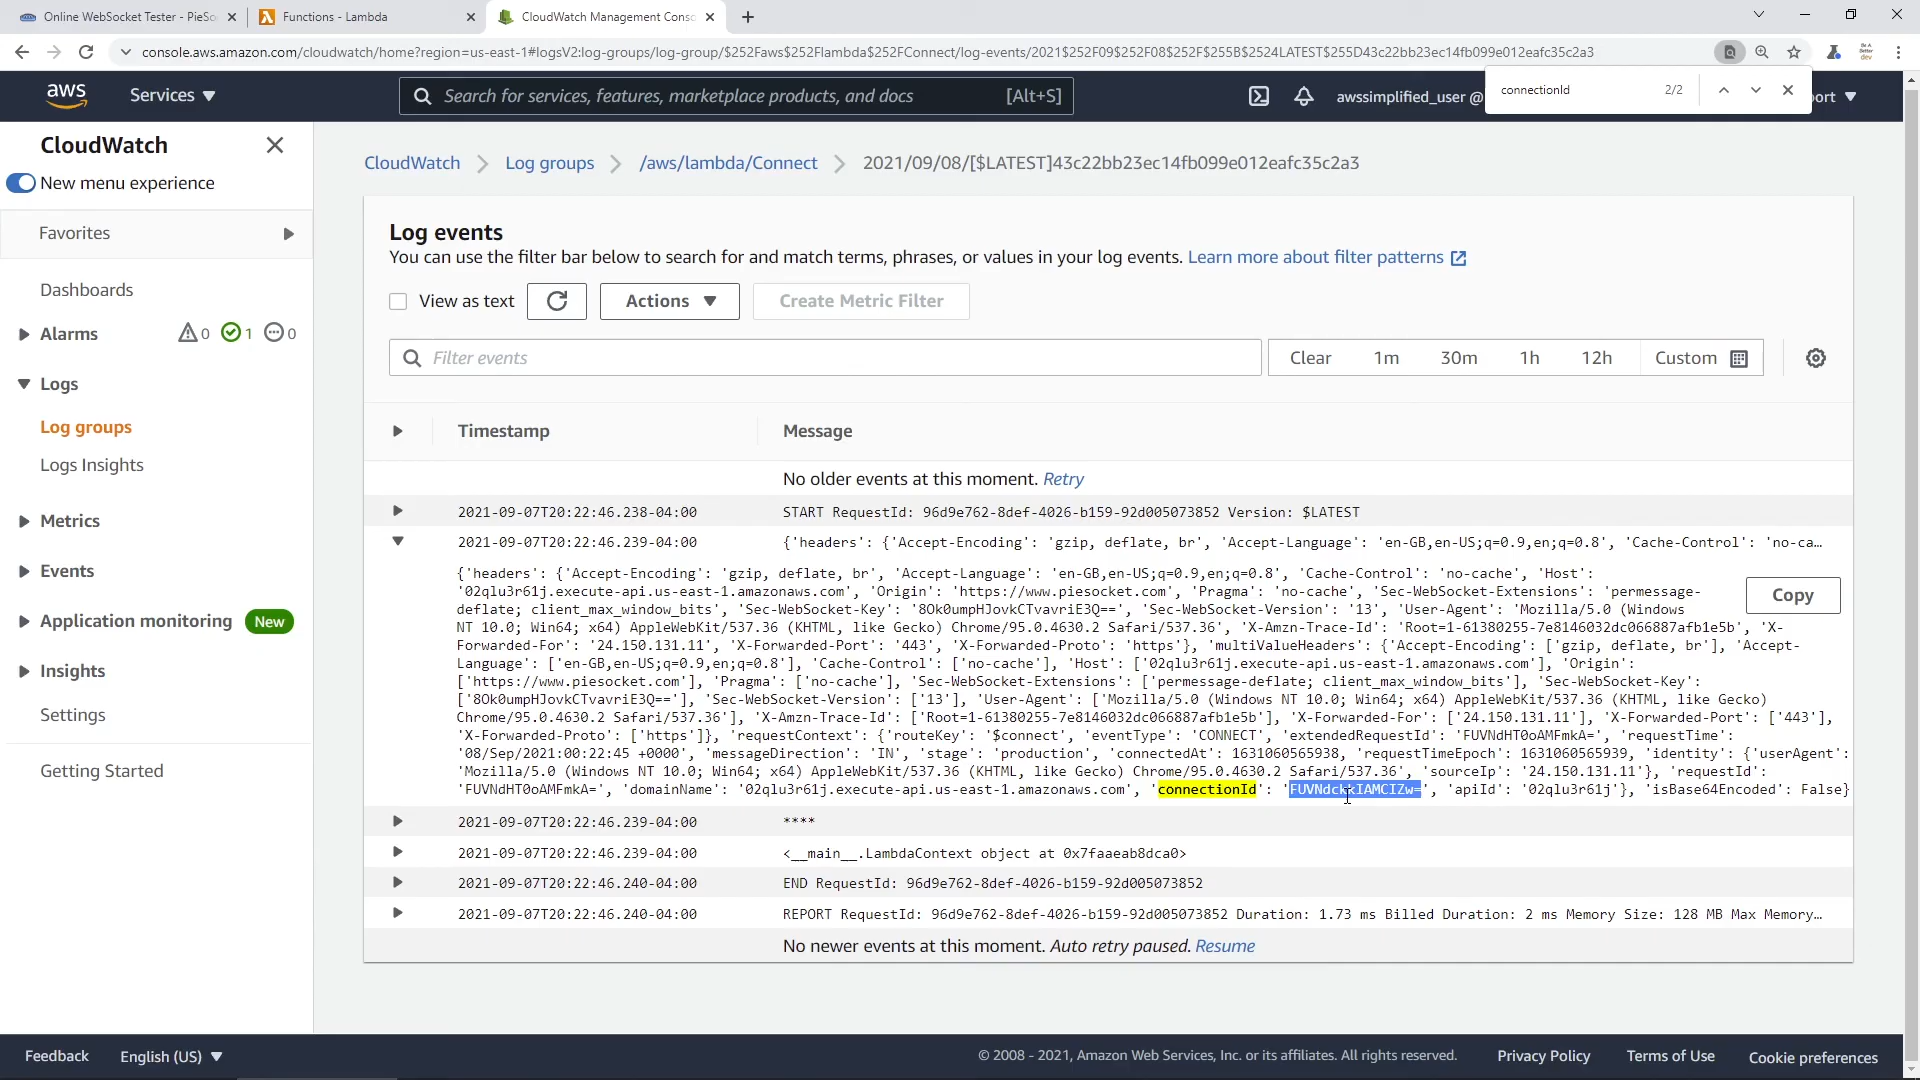 Online WebSocket Tester - PieSo
Functions - Lambda
CloudWatch Management Conso
console.aws.amazon.com/cloudwatch/home?region=us-east-1#logsV2:log-groups/log-group/$252Faws$252Flambda$252FConnect/log-events/2021$252F09$252F08$252F$255B$2524LATEST$255D43c22bb23ec14fb099e012eafc35c2a3
aws
Services
Search for services, features, marketplace products, and docs
[Alt+S]
awssimplified_user @
connectionId
2/2
port
CloudWatch
New menu experience
Favorites
Dashboards
Alarms
0
1
0
Logs
Log groups
Logs Insights
Metrics
Events
Application monitoring
New
Insights
Settings
Getting Started
CloudWatch
Log groups
/aws/lambda/Connect
2021/09/08/[$LATEST]43c22bb23ec14fb099e012eafc35c2a3
Log events
You can use the filter bar below to search for and match terms, phrases, or values in your log events. Learn more about filter patterns
View as text
Actions
Create Metric Filter
Filter events
Clear
1m
30m
1h
12h
Custom
Timestamp
Message
No older events at this moment. Retry
2021-09-07T20:22:46.238-04:00 START RequestId: 96d9e762-8def-4026-b159-92d005073852 Version: $LATEST
2021-09-07T20:22:46.239-04:00 {'headers': {'Accept-Encoding': 'gzip, deflate, br', 'Accept-Language': 'en-GB,en-US;q=0.9,en;q=0.8', 'Cache-Control': 'no-ca…
{'headers': {'Accept-Encoding': 'gzip, deflate, br', 'Accept-Language': 'en-GB,en-US;q=0.9,en;q=0.8', 'Cache-Control': 'no-cache', 'Host':
'02qlu3r61j.execute-api.us-east-1.amazonaws.com', 'Origin': 'https://www.piesocket.com', 'Pragma': 'no-cache', 'Sec-WebSocket-Extensions': 'permessage-
deflate; client_max_window_bits', 'Sec-WebSocket-Key': '8Ok0umpHJovkCTvavriE3Q==', 'Sec-WebSocket-Version': '13', 'User-Agent': 'Mozilla/5.0 (Windows
NT 10.0; Win64; x64) AppleWebKit/537.36 (KHTML, like Gecko) Chrome/95.0.4630.2 Safari/537.36', 'X-Amzn-Trace-Id': 'Root=1-61380255-7e8146032dc066887afb1e5b', 'X-
Forwarded-For': '24.150.131.11', 'X-Forwarded-Port': '443', 'X-Forwarded-Proto': 'https'}, 'multiValueHeaders': {'Accept-Encoding': ['gzip, deflate, br'], 'Accept-
Language': ['en-GB,en-US;q=0.9,en;q=0.8'], 'Cache-Control': ['no-cache'], 'Host': ['02qlu3r61j.execute-api.us-east-1.amazonaws.com'], 'Origin':
['https://www.piesocket.com'], 'Pragma': ['no-cache'], 'Sec-WebSocket-Extensions': ['permessage-deflate; client_max_window_bits'], 'Sec-WebSocket-Key':
['8Ok0umpHJovkCTvavriE3Q=='], 'Sec-WebSocket-Version': ['13'], 'User-Agent': ['Mozilla/5.0 (Windows NT 10.0; Win64; x64) AppleWebKit/537.36 (KHTML, like Gecko)
Chrome/95.0.4630.2 Safari/537.36'], 'X-Amzn-Trace-Id': ['Root=1-61380255-7e8146032dc066887afb1e5b'], 'X-Forwarded-For': ['24.150.131.11'], 'X-Forwarded-Port': ['443'],
'X-Forwarded-Proto': ['https']}, 'requestContext': {'routeKey': '$connect', 'eventType': 'CONNECT', 'extendedRequestId': 'FUVNdHT0oAMFmkA=', 'requestTime':
'08/Sep/2021:00:22:45 +0000', 'messageDirection': 'IN', 'stage': 'production', 'connectedAt': 1631060565938, 'requestTimeEpoch': 1631060565939, 'identity': {'userAgent':
'Mozilla/5.0 (Windows NT 10.0; Win64; x64) AppleWebKit/537.36 (KHTML, like Gecko) Chrome/95.0.4630.2 Safari/537.36', 'sourceIp': '24.150.131.11'}, 'requestId':
'FUVNdHT0oAMFmkA=', 'domainName': '02qlu3r61j.execute-api.us-east-1.amazonaws.com', 'connectionId': ', 'apiId': '02qlu3r61j'}, 'isBase64Encoded': False}
Copy
2021-09-07T20:22:46.239-04:00 ****
2021-09-07T20:22:46.239-04:00 <__main__.LambdaContext object at 0x7faaeab8dca0>
2021-09-07T20:22:46.240-04:00 END RequestId: 96d9e762-8def-4026-b159-92d005073852
2021-09-07T20:22:46.240-04:00 REPORT RequestId: 96d9e762-8def-4026-b159-92d005073852 Duration: 1.73 ms Billed Duration: 2 ms Memory Size: 128 MB Max Memory…
No newer events at this moment. Auto retry paused. Resume
Feedback
English (US)
© 2008 - 2021, Amazon Web Services, Inc. or its affiliates. All rights reserved.
Privacy Policy
Terms of Use
Cookie preferences